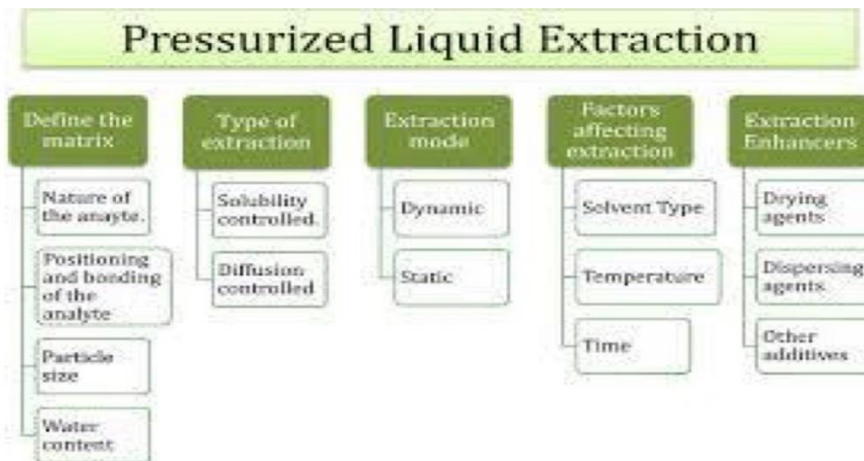 Pressurized Liquid Extraction
Define the
matrix
Nature of
the anayte.
Positioning
and bonding
of the
analyte
Particle
size
Water
content
Type of
extraction
Solubility
controlled.
Diffusion
controlled
Extraction
mode
Dynamic
Static
Factors
affecting
extraction
Solvent Type
Temperature
Time
Extraction
Enhancers
Drying
agents
Dispersing
agents.
Other
additives